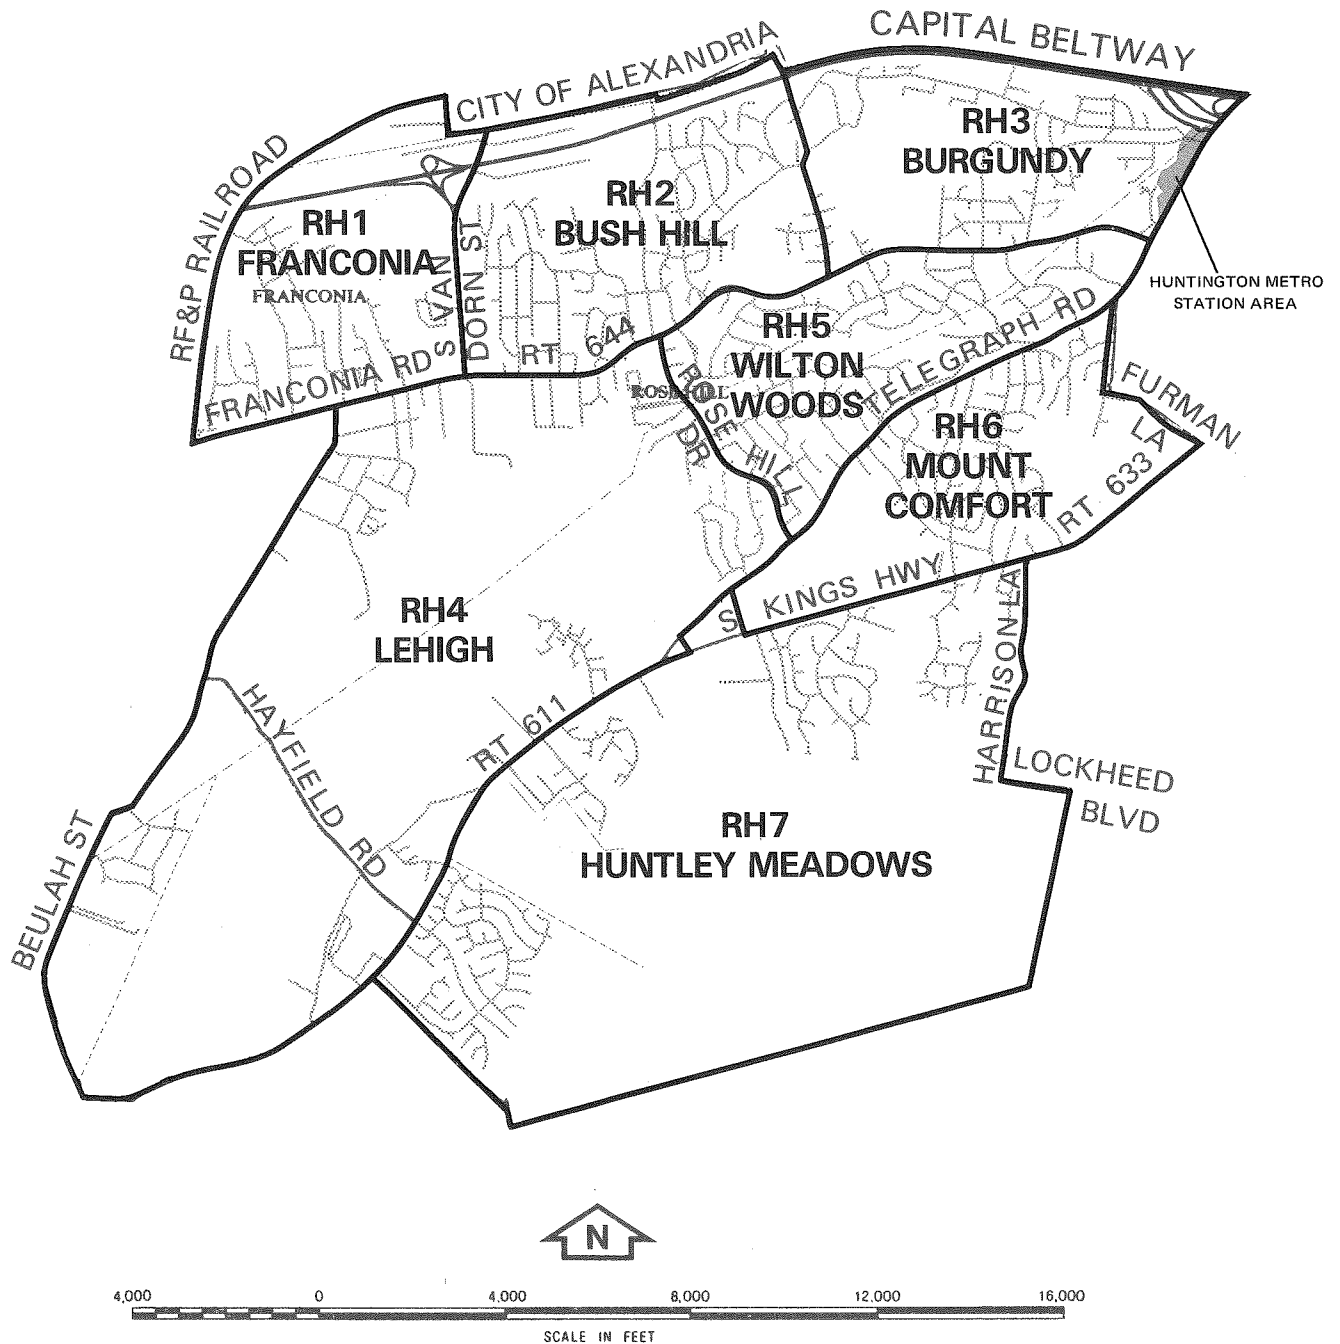 CAPITAL BELTWAY
CITY OF ALEXANDRIA
RH3
BURGUNDY
RF&P RAILROAD
RH2
BUSH HILL
RH1
FRANCONIA
FRANCONIA
S VAN
DORN ST
HUNTINGTON METRO
STATION AREA
RT 644
FRANCONIA RD
RH5
WILTON
WOODS
TELEGRAPH RD
ROSE HILL
ROSE HILL
DR
FURMAN
LA
RH6
MOUNT
COMFORT
RT 633
S KINGS HWY
RH4
LEHIGH
HARRISON LA
HAYFIELD RD
RT 611
LOCKHEED
BLVD
RH7
HUNTLEY MEADOWS
BEULAH ST
N
4,000 0 4,000 8,000 12,000 16,000
SCALE IN FEET